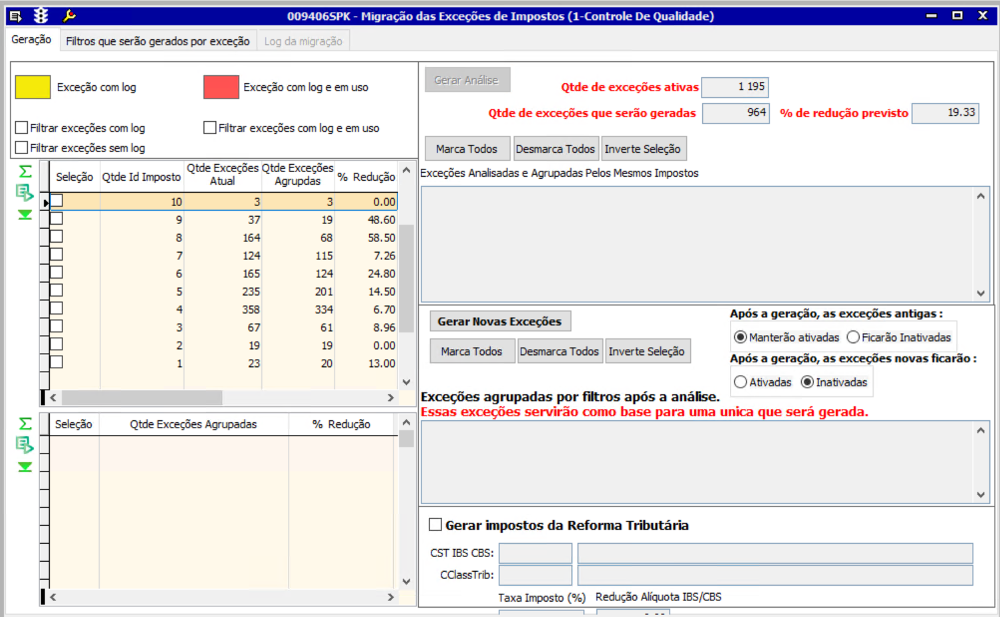 009406SPK - Migração das Exceções de Impostos (1-Controle De Qualidade)
Geração
Filtros que serão gerados por exceção
Log da migração
Exceção com log
Exceção com log e em uso
Filtrar exceções com log
Filtrar exceções com log e em uso
Filtrar exceções sem log
Gerar Análise
Qtde de exceções ativas 1 195
Qtde de exceções que serão geradas 964 % de redução previsto 19.33
Marca Todos Desmarca Todos Inverte Seleção
Exceções Analisadas e Agrupadas Pelos Mesmos Impostos
Seleção Qtde Id Imposto Qtde Exceções Atual Qtde Exceções Agrupdas % Redução
10 3 3 0.00
9 37 19 48.60
8 164 68 58.50
7 124 115 7.26
6 165 124 24.80
5 235 201 14.50
4 358 334 6.70
3 67 61 8.96
2 19 19 0.00
1 23 20 13.00
Gerar Novas Exceções
Marca Todos Desmarca Todos Inverte Seleção
Após a geração, as exceções antigas :
Manterão ativadas Ficarão Inativadas
Após a geração, as exceções novas ficarão :
Ativadas Inativadas
Exceções agrupadas por filtros após a análise.
Essas exceções servirão como base para uma unica que será gerada.
Seleção Qtde Exceções Agrupadas % Redução
Gerar impostos da Reforma Tributária
CST IBS CBS:
CClassTrib:
Taxa Imposto (%) Redução Alíquota IBS/CBS